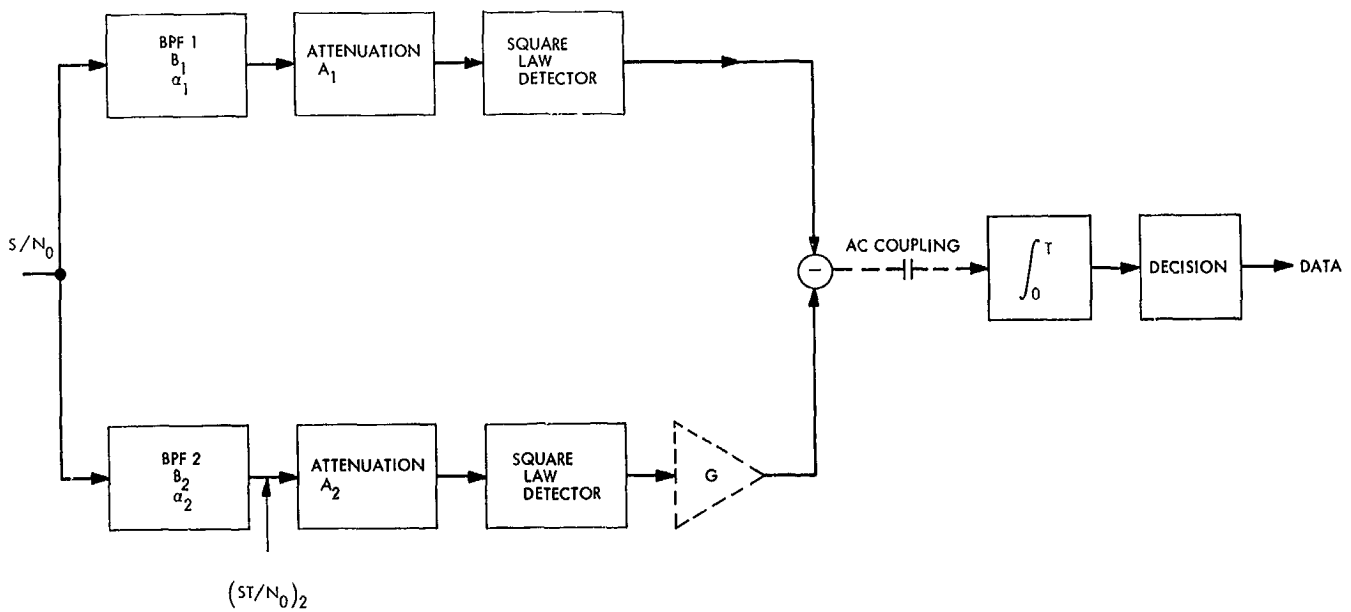 BPF 1
B₁
α₁
ATTENUATION
A₁
SQUARE
LAW
DETECTOR
S/N₀
−
AC COUPLING
∫₀ᵀ
DECISION
DATA
BPF 2
B₂
α₂
ATTENUATION
A₂
SQUARE
LAW
DETECTOR
G
(ST/N₀)₂